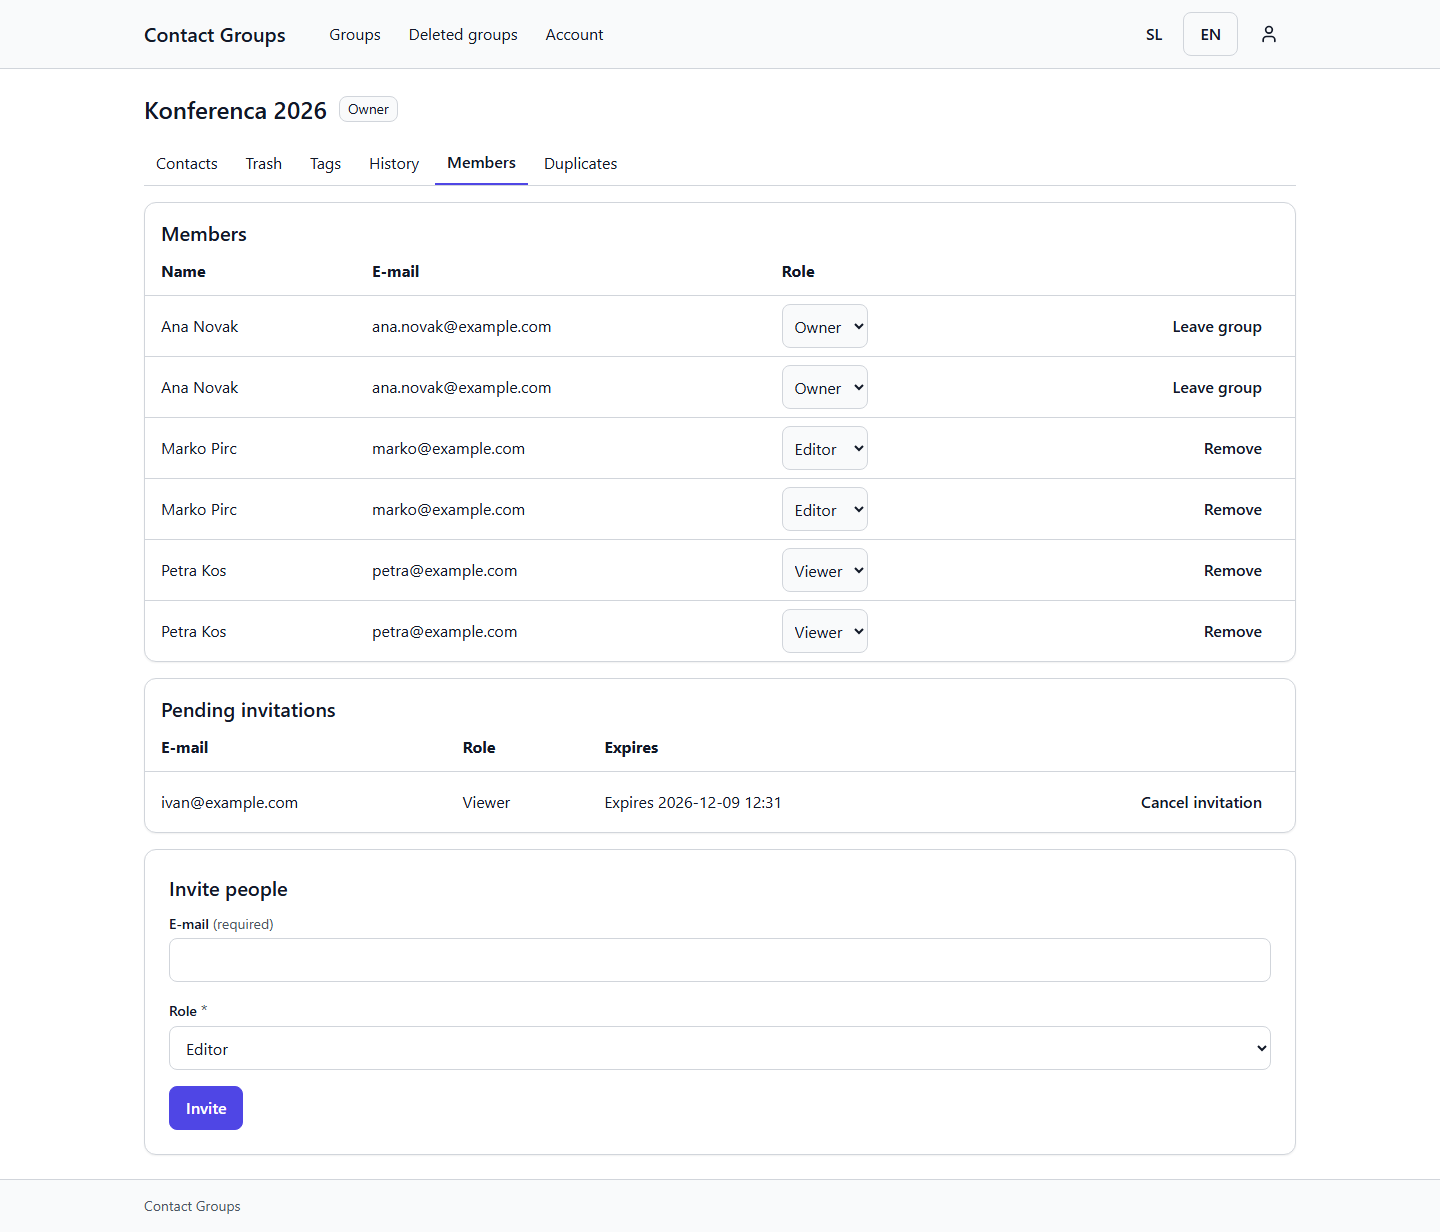 Contact Groups Groups Deleted groups Account SL EN
Konferenca 2026 Owner
Contacts Trash Tags History Members Duplicates
Members
Name E-mail Role
Ana Novak ana.novak@example.com Owner Leave group
Ana Novak ana.novak@example.com Owner Leave group
Marko Pirc marko@example.com Editor Remove
Marko Pirc marko@example.com Editor Remove
Petra Kos petra@example.com Viewer Remove
Petra Kos petra@example.com Viewer Remove
Pending invitations
E-mail Role Expires
ivan@example.com Viewer Expires 2026-12-09 12:31 Cancel invitation
Invite people
E-mail (required)
Role *
Editor
Invite
Contact Groups